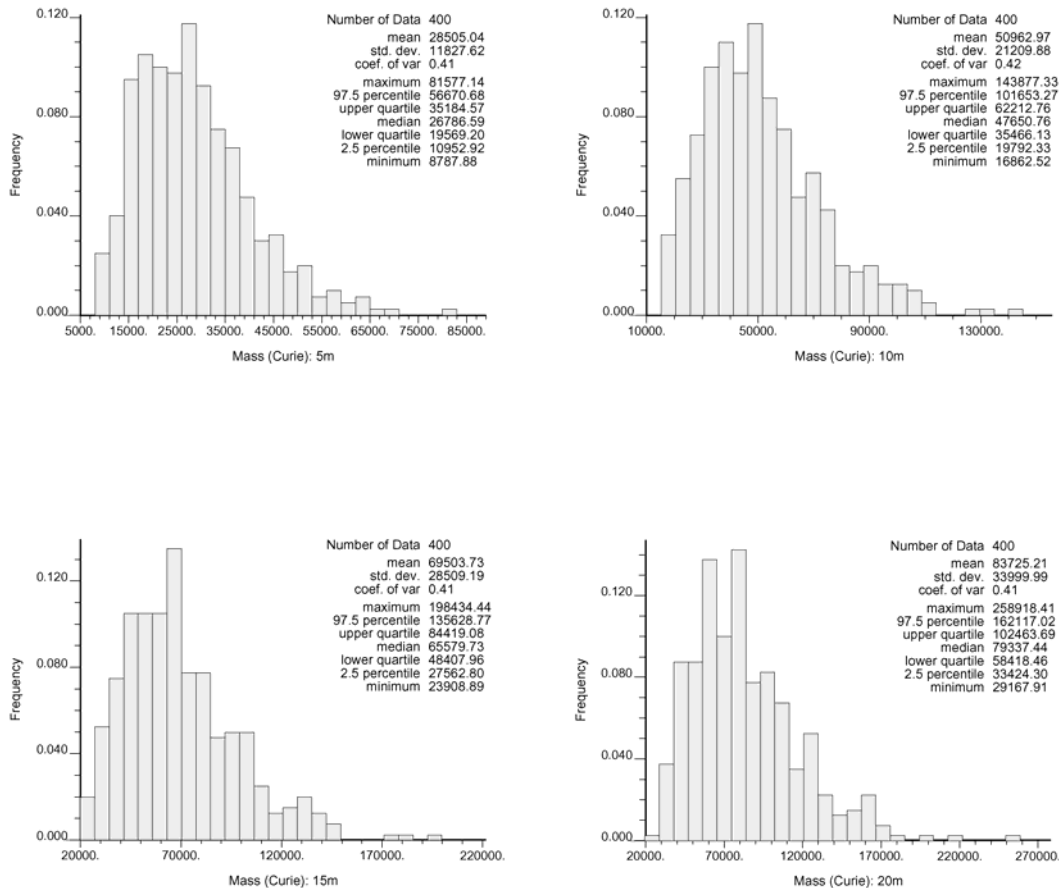 0.120
0.080
0.040
0.000
Frequency
5000. 15000. 25000. 35000. 45000. 55000. 65000. 75000. 85000.
Mass (Curie): 5m
Number of Data 400
mean 28505.04
std. dev. 11827.62
coef. of var 0.41
maximum 81577.14
97.5 percentile 56670.68
upper quartile 35184.57
median 26786.59
lower quartile 19569.20
2.5 percentile 10952.92
minimum 8787.88
0.120
0.080
0.040
0.000
Frequency
10000. 50000. 90000. 130000.
Mass (Curie): 10m
Number of Data 400
mean 50962.97
std. dev. 21209.88
coef. of var 0.42
maximum 143877.33
97.5 percentile 101653.27
upper quartile 62212.76
median 47650.76
lower quartile 35466.13
2.5 percentile 19792.33
minimum 16862.52
0.120
0.080
0.040
0.000
Frequency
20000. 70000. 120000. 170000. 220000.
Mass (Curie): 15m
Number of Data 400
mean 69503.73
std. dev. 28509.19
coef. of var 0.41
maximum 198434.44
97.5 percentile 135628.77
upper quartile 84419.08
median 65579.73
lower quartile 48407.96
2.5 percentile 27562.80
minimum 23908.89
0.120
0.080
0.040
0.000
Frequency
20000. 70000. 120000. 170000. 220000. 270000.
Mass (Curie): 20m
Number of Data 400
mean 83725.21
std. dev. 33999.99
coef. of var 0.41
maximum 258918.41
97.5 percentile 162117.02
upper quartile 102463.69
median 79337.44
lower quartile 58418.46
2.5 percentile 33424.30
minimum 29167.91